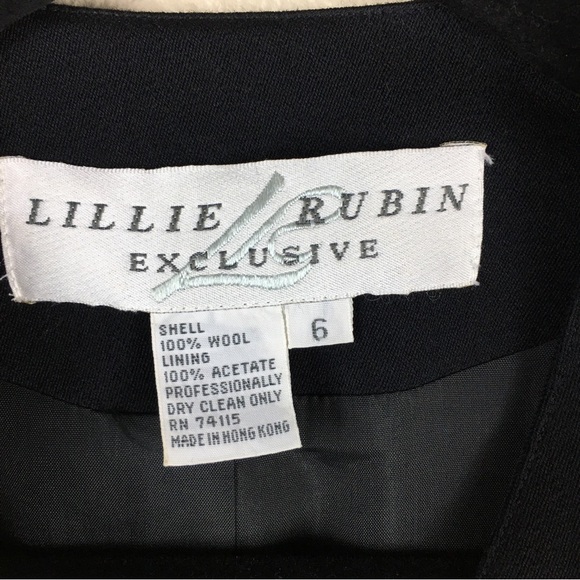 LILLIE LR RUBIN
EXCLUSIVE
SHELL
100% WOOL
LINING
100% ACETATE
PROFESSIONALLY
DRY CLEAN ONLY
RN 74115
MADE IN HONG KONG
6